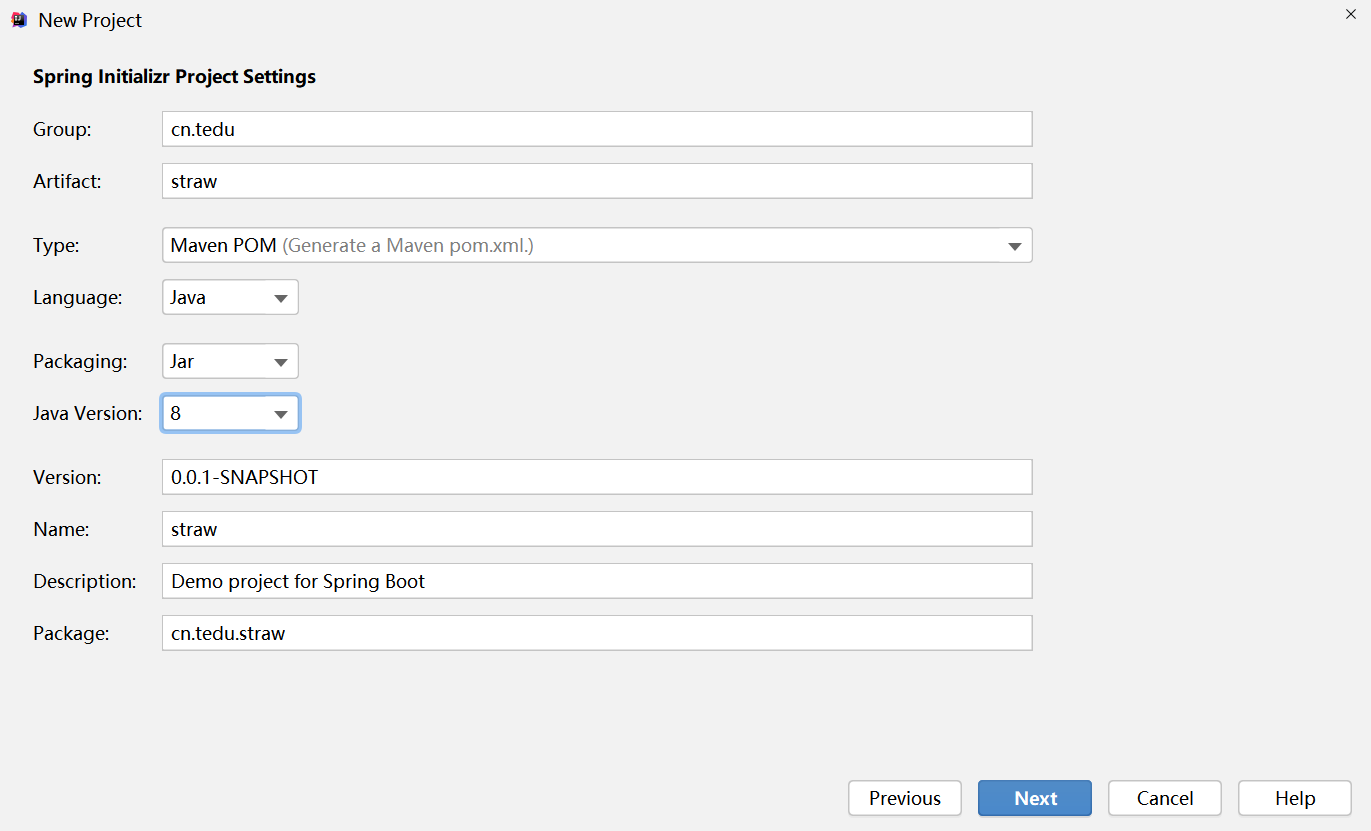 New Project
Spring Initializr Project Settings
Group: cn.tedu
Artifact: straw
Type: Maven POM (Generate a Maven pom.xml.)
Language: Java
Packaging: Jar
Java Version: 8
Version: 0.0.1-SNAPSHOT
Name: straw
Description: Demo project for Spring Boot
Package: cn.tedu.straw
Previous Next Cancel Help